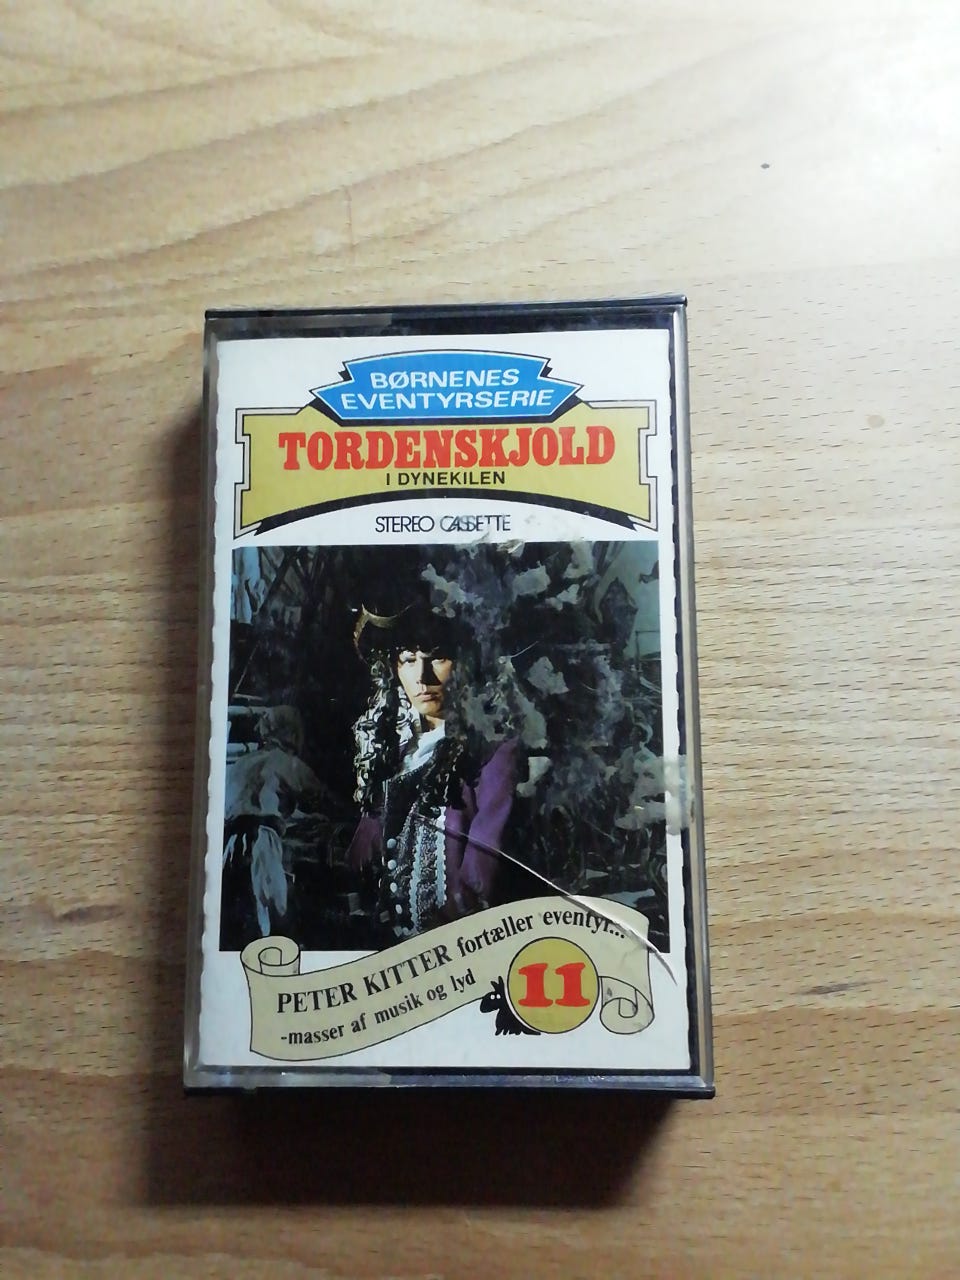 BØRNENES
EVENTYRSERIE
TORDENSKJOLD
I DYNEKILEN
STEREO CASSETTE
PETER KITTER fortæller eventyr...
-masser af musik og lyd
11